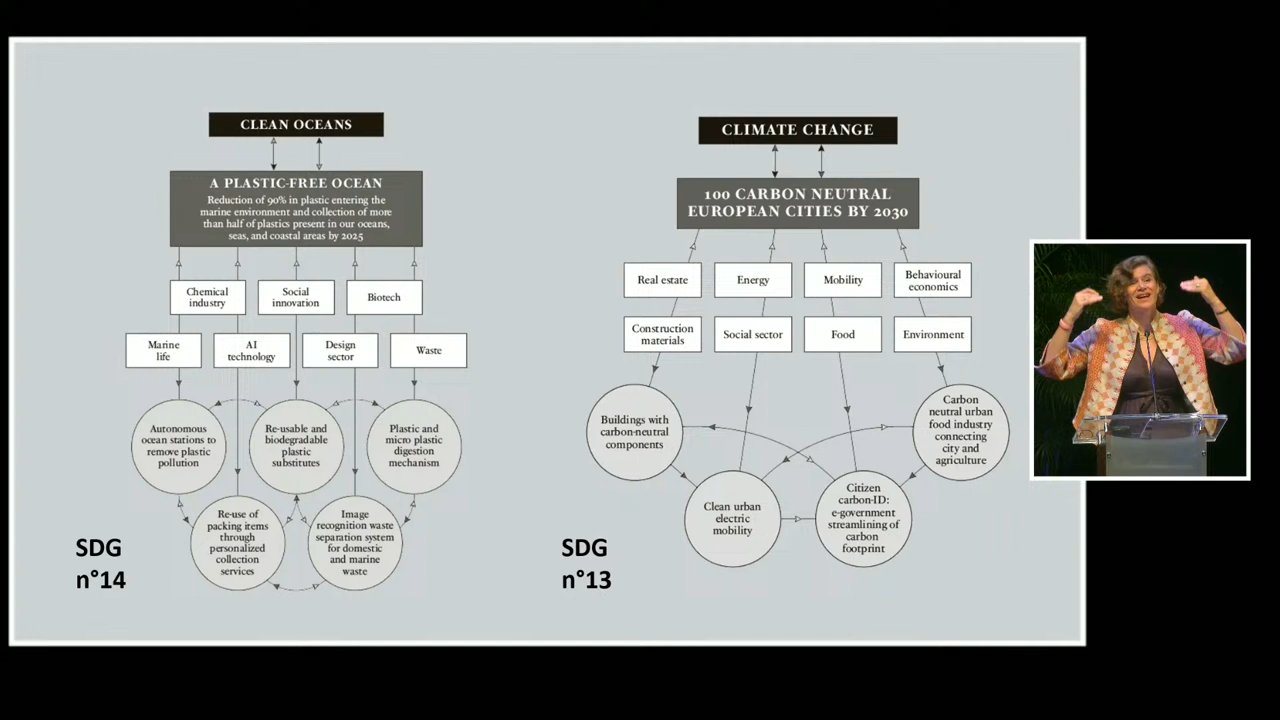 CLEAN OCEANS
A PLASTIC-FREE OCEAN
Reduction of 90% in plastic entering the
marine environment and collection of more
than half of plastics present in our oceans,
seas, and coastal areas by 2025
Chemical
industry
Social
innovation
Biotech
Marine
life
AI
technology
Design
sector
Waste
Autonomous
ocean stations to
remove plastic
pollution
Re-usable and
biodegradable
plastic
substitutes
Plastic and
micro plastic
digestion
mechanism
Re-use of
packing items
through
personalized
collection
services
Image
recognition waste
separation system
for domestic
and marine
waste
SDG
n°14
CLIMATE CHANGE
100 CARBON NEUTRAL
EUROPEAN CITIES BY 2030
Real estate
Energy
Mobility
Behavioural
economics
Construction
materials
Social sector
Food
Environment
Buildings with
carbon-neutral
components
Carbon
neutral urban
food industry
connecting
city and
agriculture
Clean urban
electric
mobility
Citizen
carbon-ID:
e-government
streamlining of
carbon
footprint
SDG
n°13